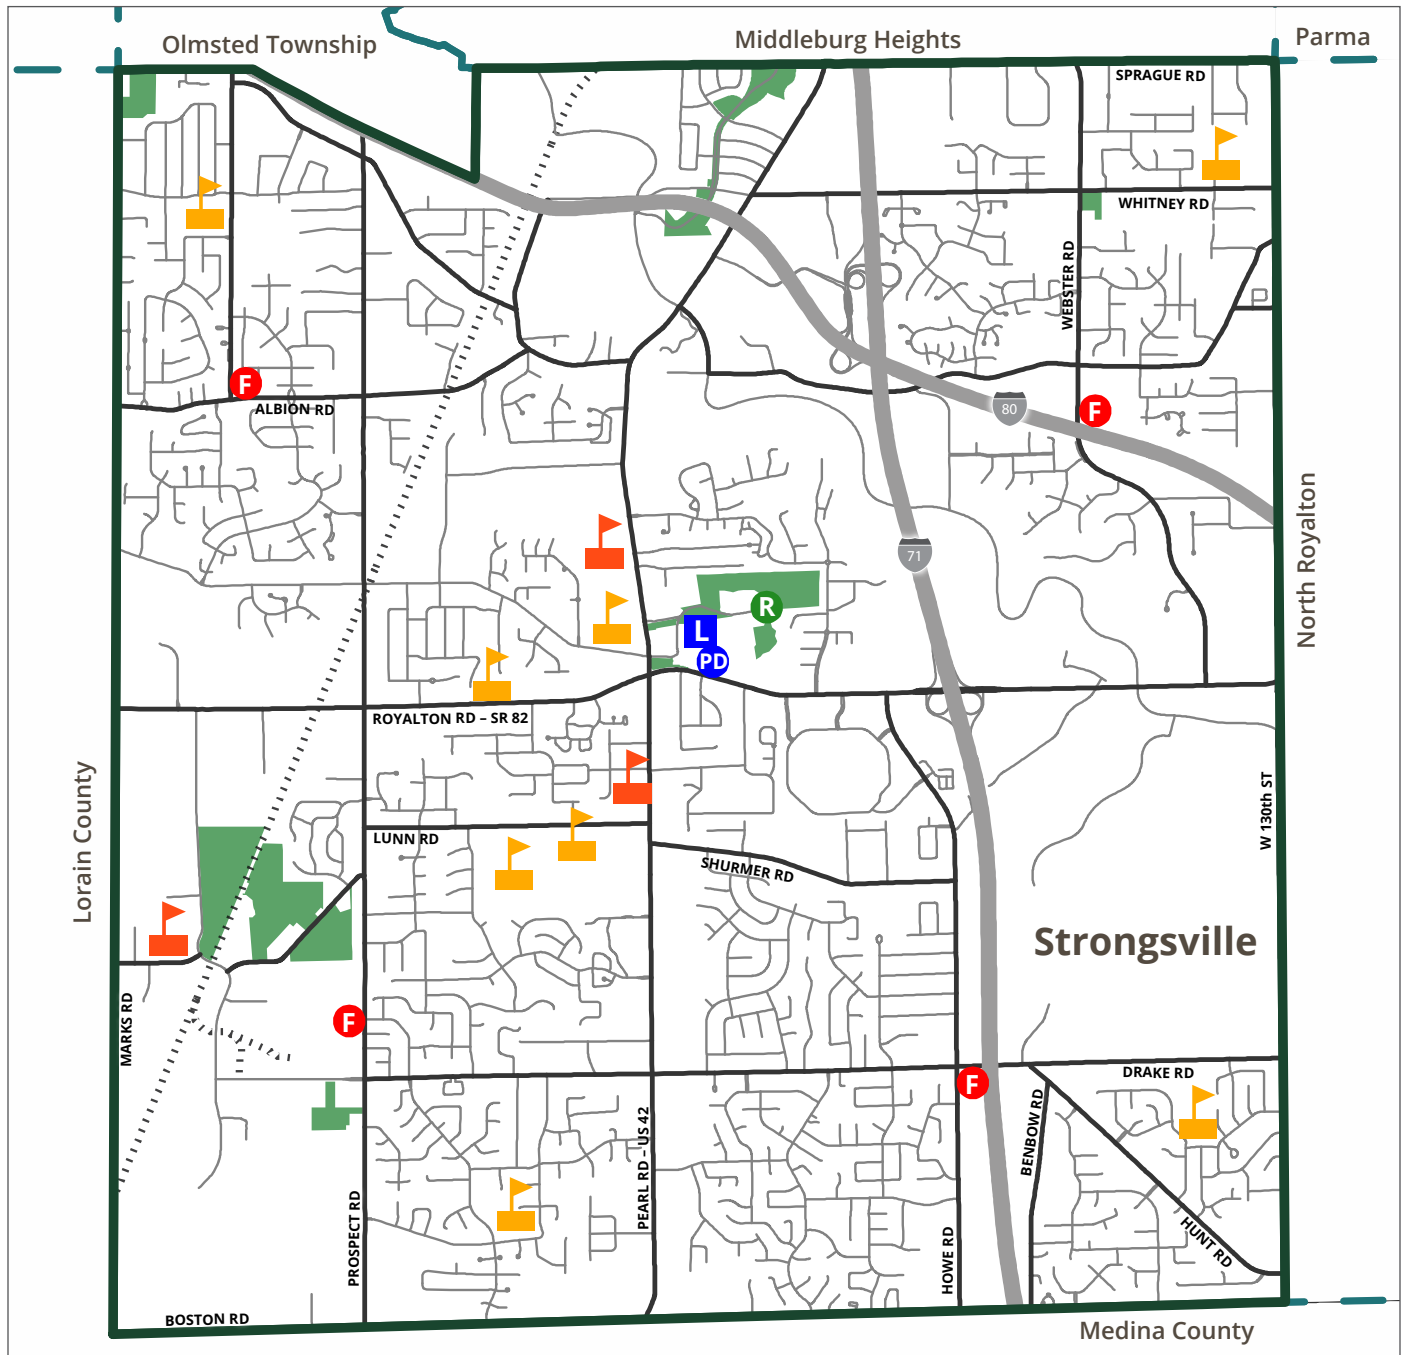 Olmsted Township
Middleburg Heights
Parma
SPRAGUE RD
WHITNEY RD
WEBSTER RD
F
ALBION RD
80
F
North Royalton
71
R
L
PD
ROYALTON RD – SR 82
Lorain County
W 130th ST
LUNN RD
SHURMER RD
Strongsville
MARKS RD
F
DRAKE RD
F
BENBOW RD
PEARL RD – US 42
PROSPECT RD
HOWE RD
HUNT RD
BOSTON RD
Medina County